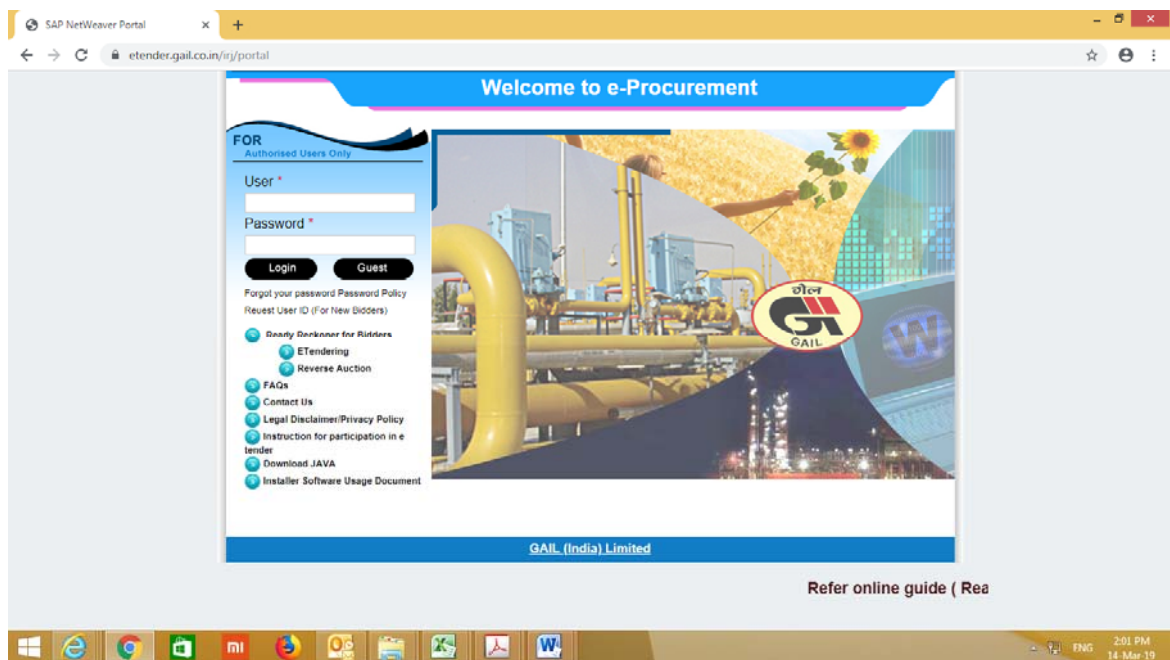 SAP NetWeaver Portal
etender.gail.co.in/irj/portal
Welcome to e-Procurement
FOR
Authorised Users Only
User *
Password *
Login Guest
Forgot your password Password Policy
Reuest User ID (For New Bidders)
Ready Reckoner for Bidders
ETendering
Reverse Auction
FAQs
Contact Us
Legal Disclaimer/Privacy Policy
Instruction for participation in e
tender
Download JAVA
Installer Software Usage Document
गेल
GAIL
W
GAIL (India) Limited
Refer online guide ( Rea
mi
ENG
2:01 PM
14-Mar-19